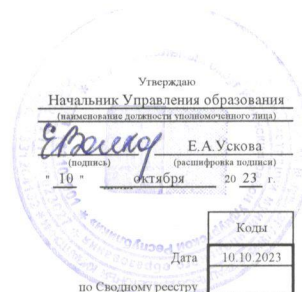 Утверждаю
Начальник Управления образования
(наименование должности уполномоченного лица)
Е.А.Ускова
(подпись) (расшифровка подписи)
" 10 " октября 20 23 г.
Коды
Дата 10.10.2023
по Сводному реестру